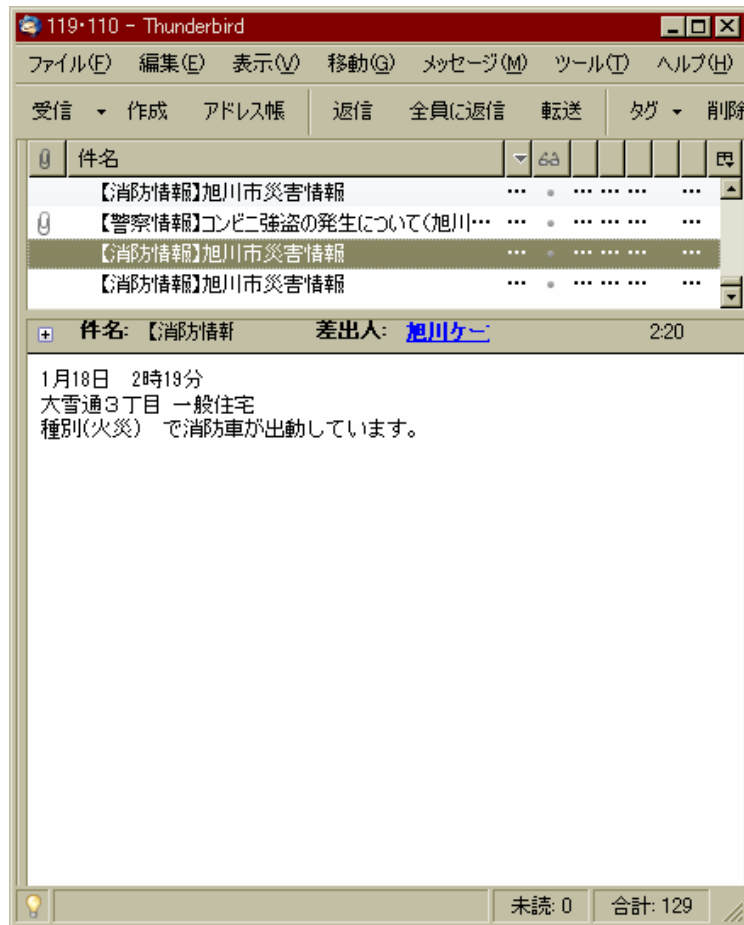 119・110 - Thunderbird
ファイル(F) 編集(E) 表示(V) 移動(G) メッセージ(M) ツール(T) ヘルプ(H)
受信 作成 アドレス帳 返信 全員に返信 転送 タグ 削除
件名
【消防情報】旭川市災害情報 … … … … …
【警察情報】コンビニ強盗の発生について(旭川… … … … … …
【消防情報】旭川市災害情報 … … … … …
【消防情報】旭川市災害情報 … … … … …
件名: 【消防情報 差出人: 旭川ケーブ 2:20
1月18日 2時19分
大雪通3丁目 一般住宅
種別(火災) で消防車が出動しています。
未読: 0 合計: 129